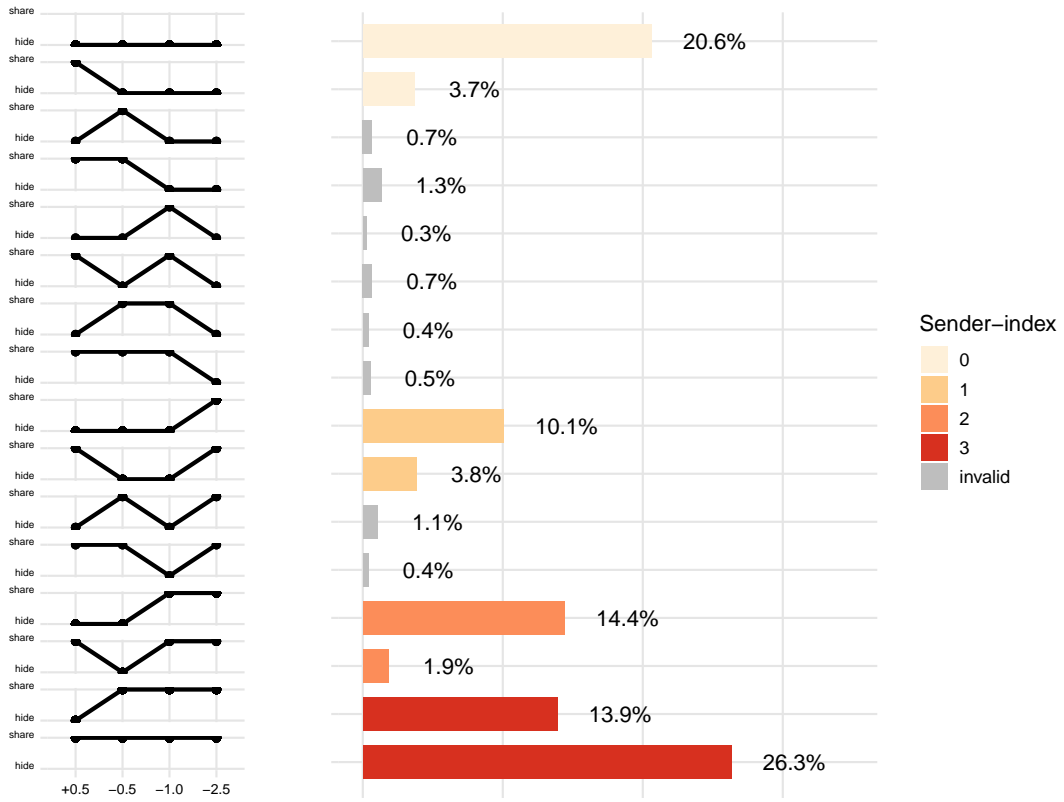 share
hide
20.6%
share
hide
3.7%
share
hide
0.7%
share
hide
1.3%
share
hide
0.3%
share
hide
0.7%
share
hide
0.4%
share
hide
0.5%
share
hide
10.1%
share
hide
3.8%
share
hide
1.1%
share
hide
0.4%
share
hide
14.4%
share
hide
1.9%
share
hide
13.9%
share
hide
26.3%
+0.5 −0.5 −1.0 −2.5
Sender−index
0
1
2
3
invalid